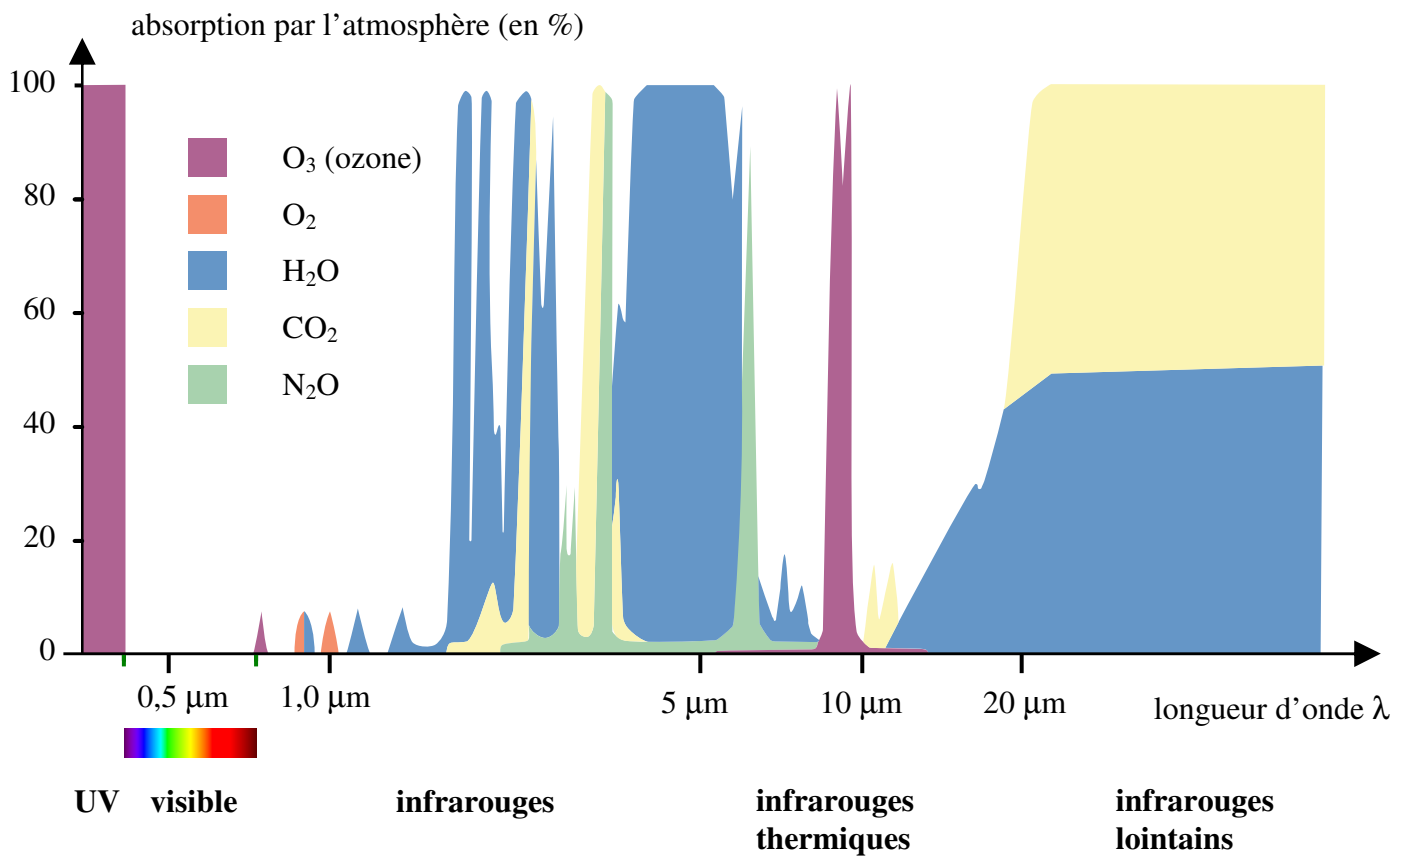 absorption par l’atmosphère (en %)
100
80
60
40
20
0
O₃ (ozone)
O₂
H₂O
CO₂
N₂O
0,5 µm
1,0 µm
5 µm
10 µm
20 µm
longueur d’onde λ
UV
visible
infrarouges
infrarouges
thermiques
infrarouges
lointains